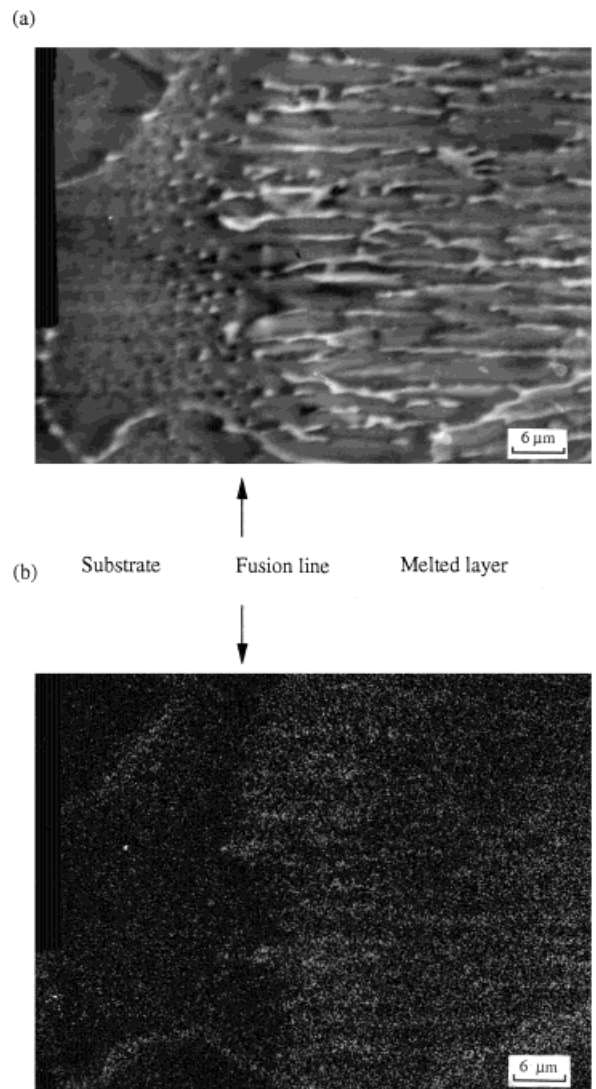 (a)
6 μm
Substrate Fusion line Melted layer
(b)
6 μm